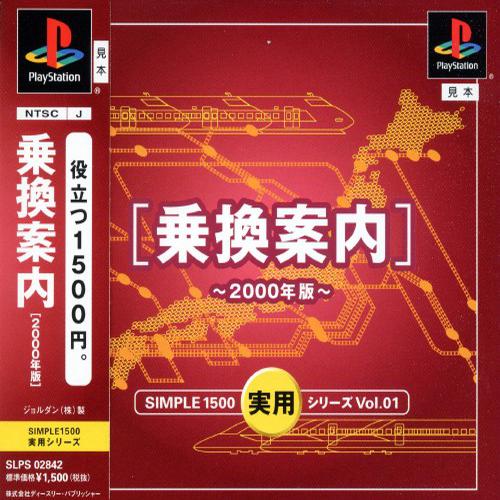 PlayStation
見本
NTSC J
役立つ1500円。
乗換案内
[2000年版]
ジョルダン(株)製
SIMPLE1500
実用シリーズ
SLPS 02842
標準価格¥1,500(税抜)
株式会社ディースリー・パブリッシャー
PlayStation
見本
[乗換案内]
~2000年版~
SIMPLE1500 実用 シリーズ Vol.01